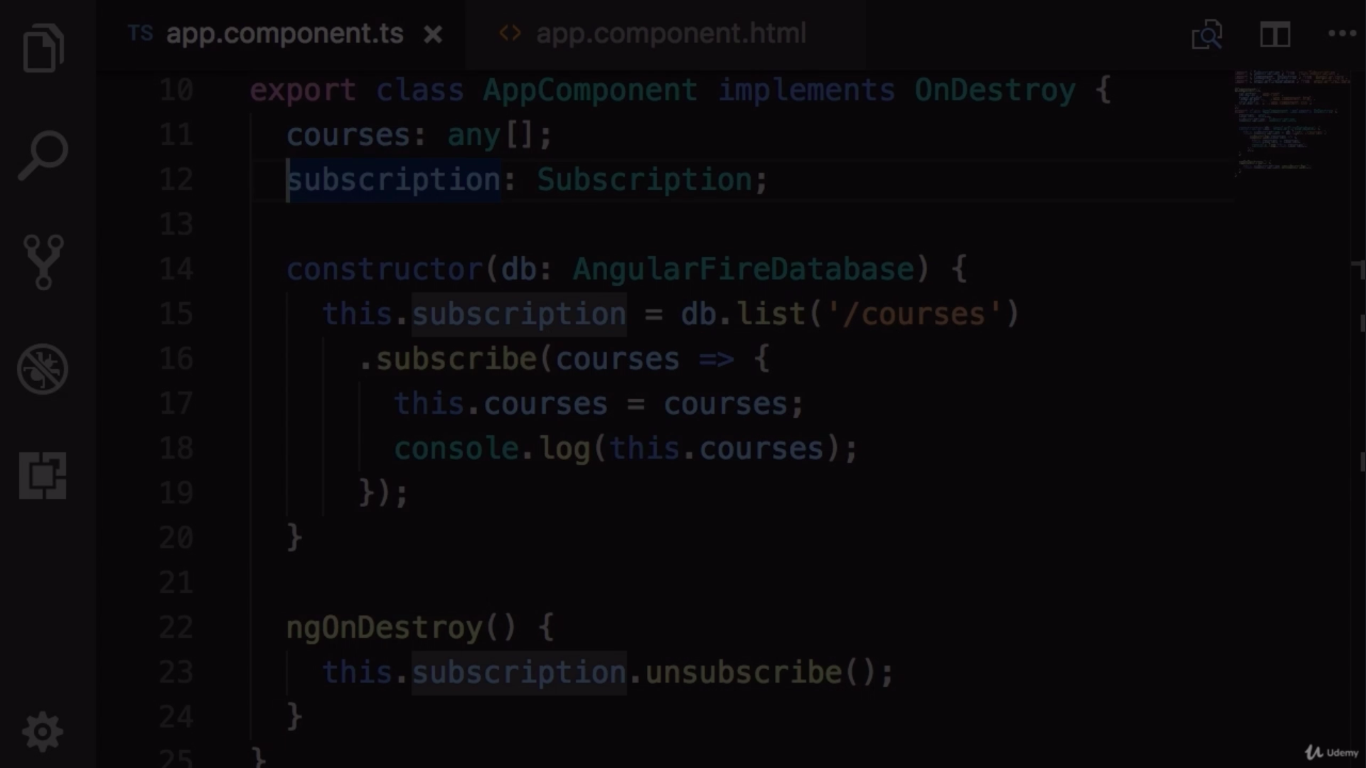 TS app.component.ts
<> app.component.html
10 export class AppComponent implements OnDestroy {
11 courses: any[];
12 subscription: Subscription;
13
14 constructor(db: AngularFireDatabase) {
15 this.subscription = db.list('/courses')
16 .subscribe(courses => {
17 this.courses = courses;
18 console.log(this.courses);
19 });
20 }
21
22 ngOnDestroy() {
23 this.subscription.unsubscribe();
24 }
25 }
Udemy